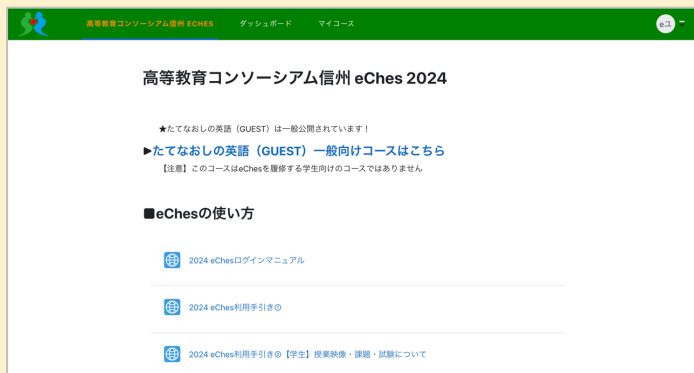 高等教育コンソーシアム信州 ECHES ダッシュボード マイコース eユ
高等教育コンソーシアム信州 eChes 2024
★たてなおしの英語（GUEST）は一般公開されています！
▶たてなおしの英語（GUEST）一般向けコースはこちら
【注意】このコースはeChesを履修する学生向けのコースではありません
■eChesの使い方
2024 eChesログインマニュアル
2024 eChes利用手引き①
2024 eChes利用手引き②【学生】授業映像・課題・試験について